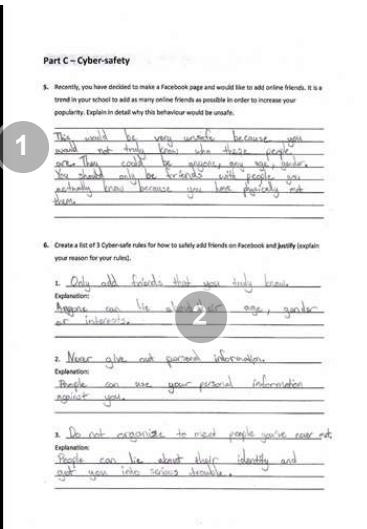 Part C – Cyber-safety
5. Recently, you have decided to make a Facebook page and would like to add online friends. It is a
trend in your school to add as many online friends as possible in order to increase your
popularity. Explain in detail why this behaviour would be unsafe.
1
This would be very unsafe because you
would not truly know who these people
are. They could be anyone, any age, gender.
You should only be friends with people you
actually know because you have physically met
them.
6. Create a list of 3 Cyber-safe rules for how to safely add friends on Facebook and justify (explain
your reason for your rules).
1. Only add friends that you truly know.
Explanation:
Anyone can lie about their age, gender
or interests.
2
2. Never give out personal information.
Explanation:
People can use your personal information
against you.
3. Do not organize to meet people you've never met.
Explanation:
People can lie about their identity and
get you into serious trouble.